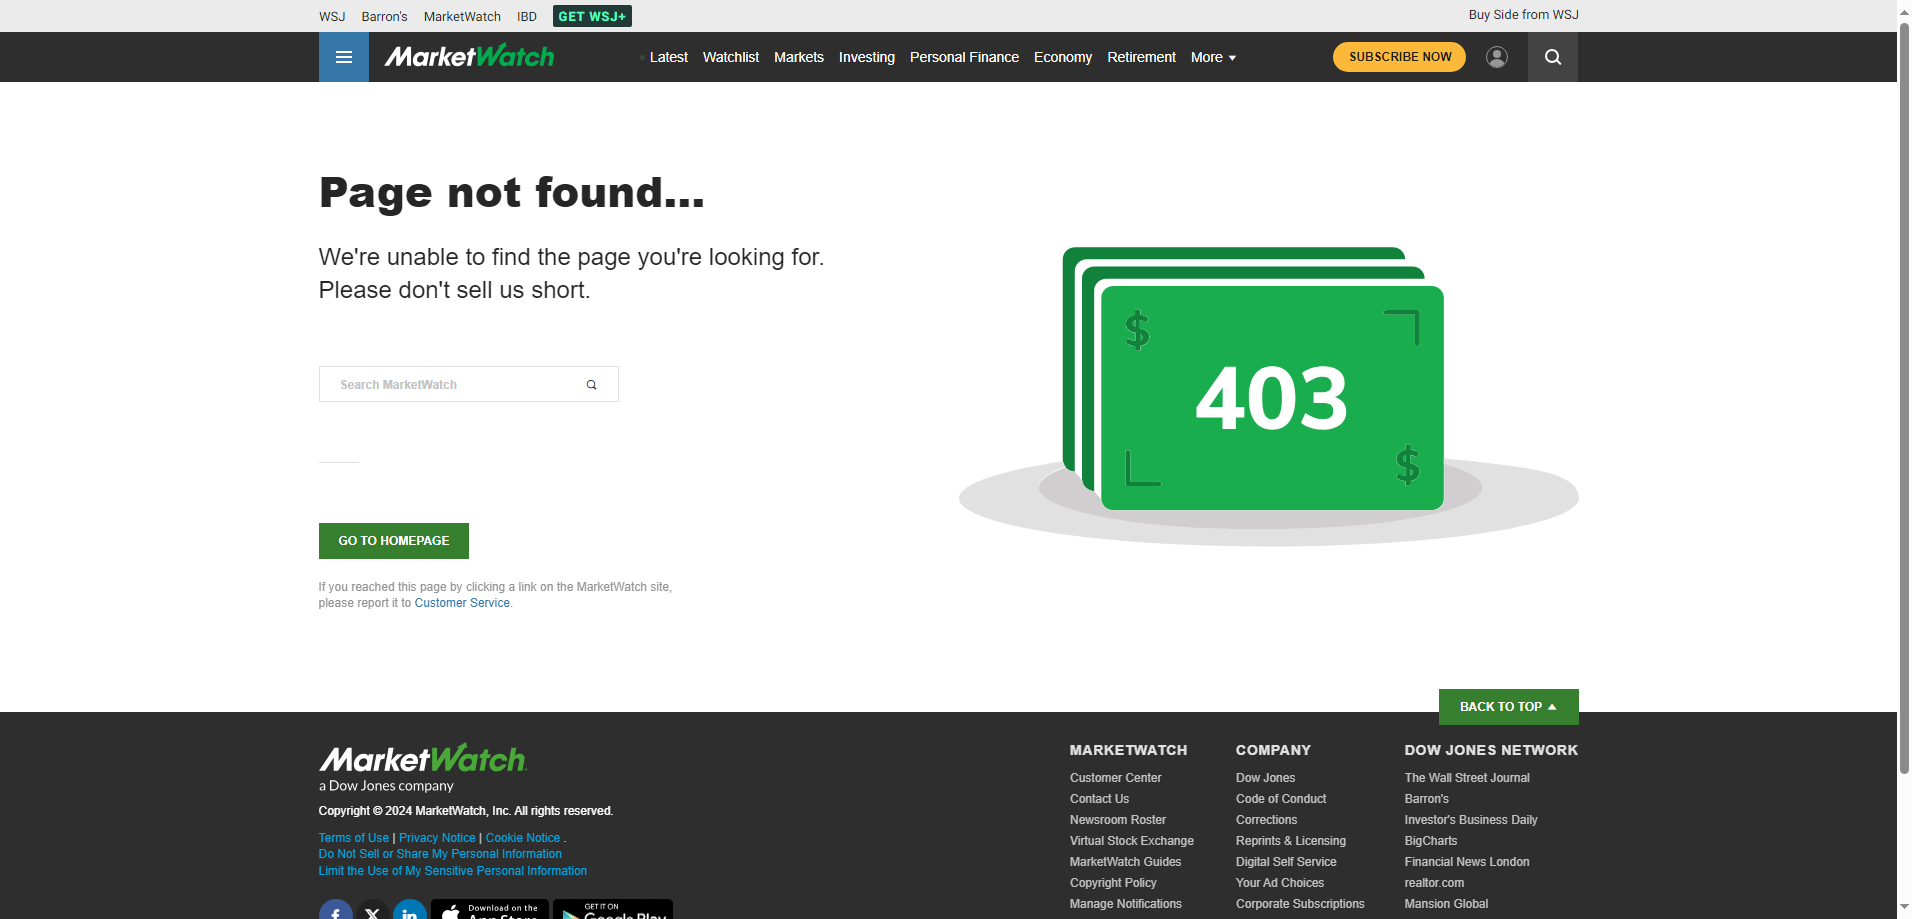 WSJ Barron's MarketWatch IBD GET WSJ+ Buy Side from WSJ
MarketWatch Latest Watchlist Markets Investing Personal Finance Economy Retirement More SUBSCRIBE NOW
Page not found...
We're unable to find the page you're looking for.
Please don't sell us short.
Search MarketWatch
GO TO HOMEPAGE
If you reached this page by clicking a link on the MarketWatch site,
please report it to Customer Service.
$
403
$
BACK TO TOP
MarketWatch
a Dow Jones company
Copyright © 2024 MarketWatch, Inc. All rights reserved.
Terms of Use | Privacy Notice | Cookie Notice .
Do Not Sell or Share My Personal Information
Limit the Use of My Sensitive Personal Information
f X in Download on the App Store GET IT ON Google Play
MARKETWATCH
Customer Center
Contact Us
Newsroom Roster
Virtual Stock Exchange
MarketWatch Guides
Copyright Policy
Manage Notifications
COMPANY
Dow Jones
Code of Conduct
Corrections
Reprints & Licensing
Digital Self Service
Your Ad Choices
Corporate Subscriptions
DOW JONES NETWORK
The Wall Street Journal
Barron's
Investor's Business Daily
BigCharts
Financial News London
realtor.com
Mansion Global